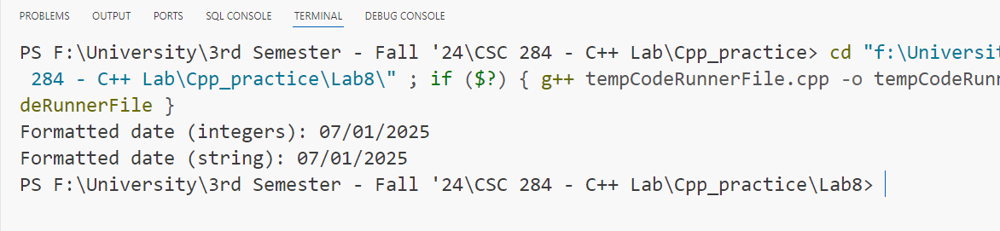 PROBLEMS OUTPUT PORTS SQL CONSOLE TERMINAL DEBUG CONSOLE
PS F:\University\3rd Semester - Fall '24\CSC 284 - C++ Lab\Cpp_practice> cd "f:\Universit
284 - C++ Lab\Cpp_practice\Lab8\" ; if ($?) { g++ tempCodeRunnerFile.cpp -o tempCodeRunn
deRunnerFile }
Formatted date (integers): 07/01/2025
Formatted date (string): 07/01/2025
PS F:\University\3rd Semester - Fall '24\CSC 284 - C++ Lab\Cpp_practice\Lab8>